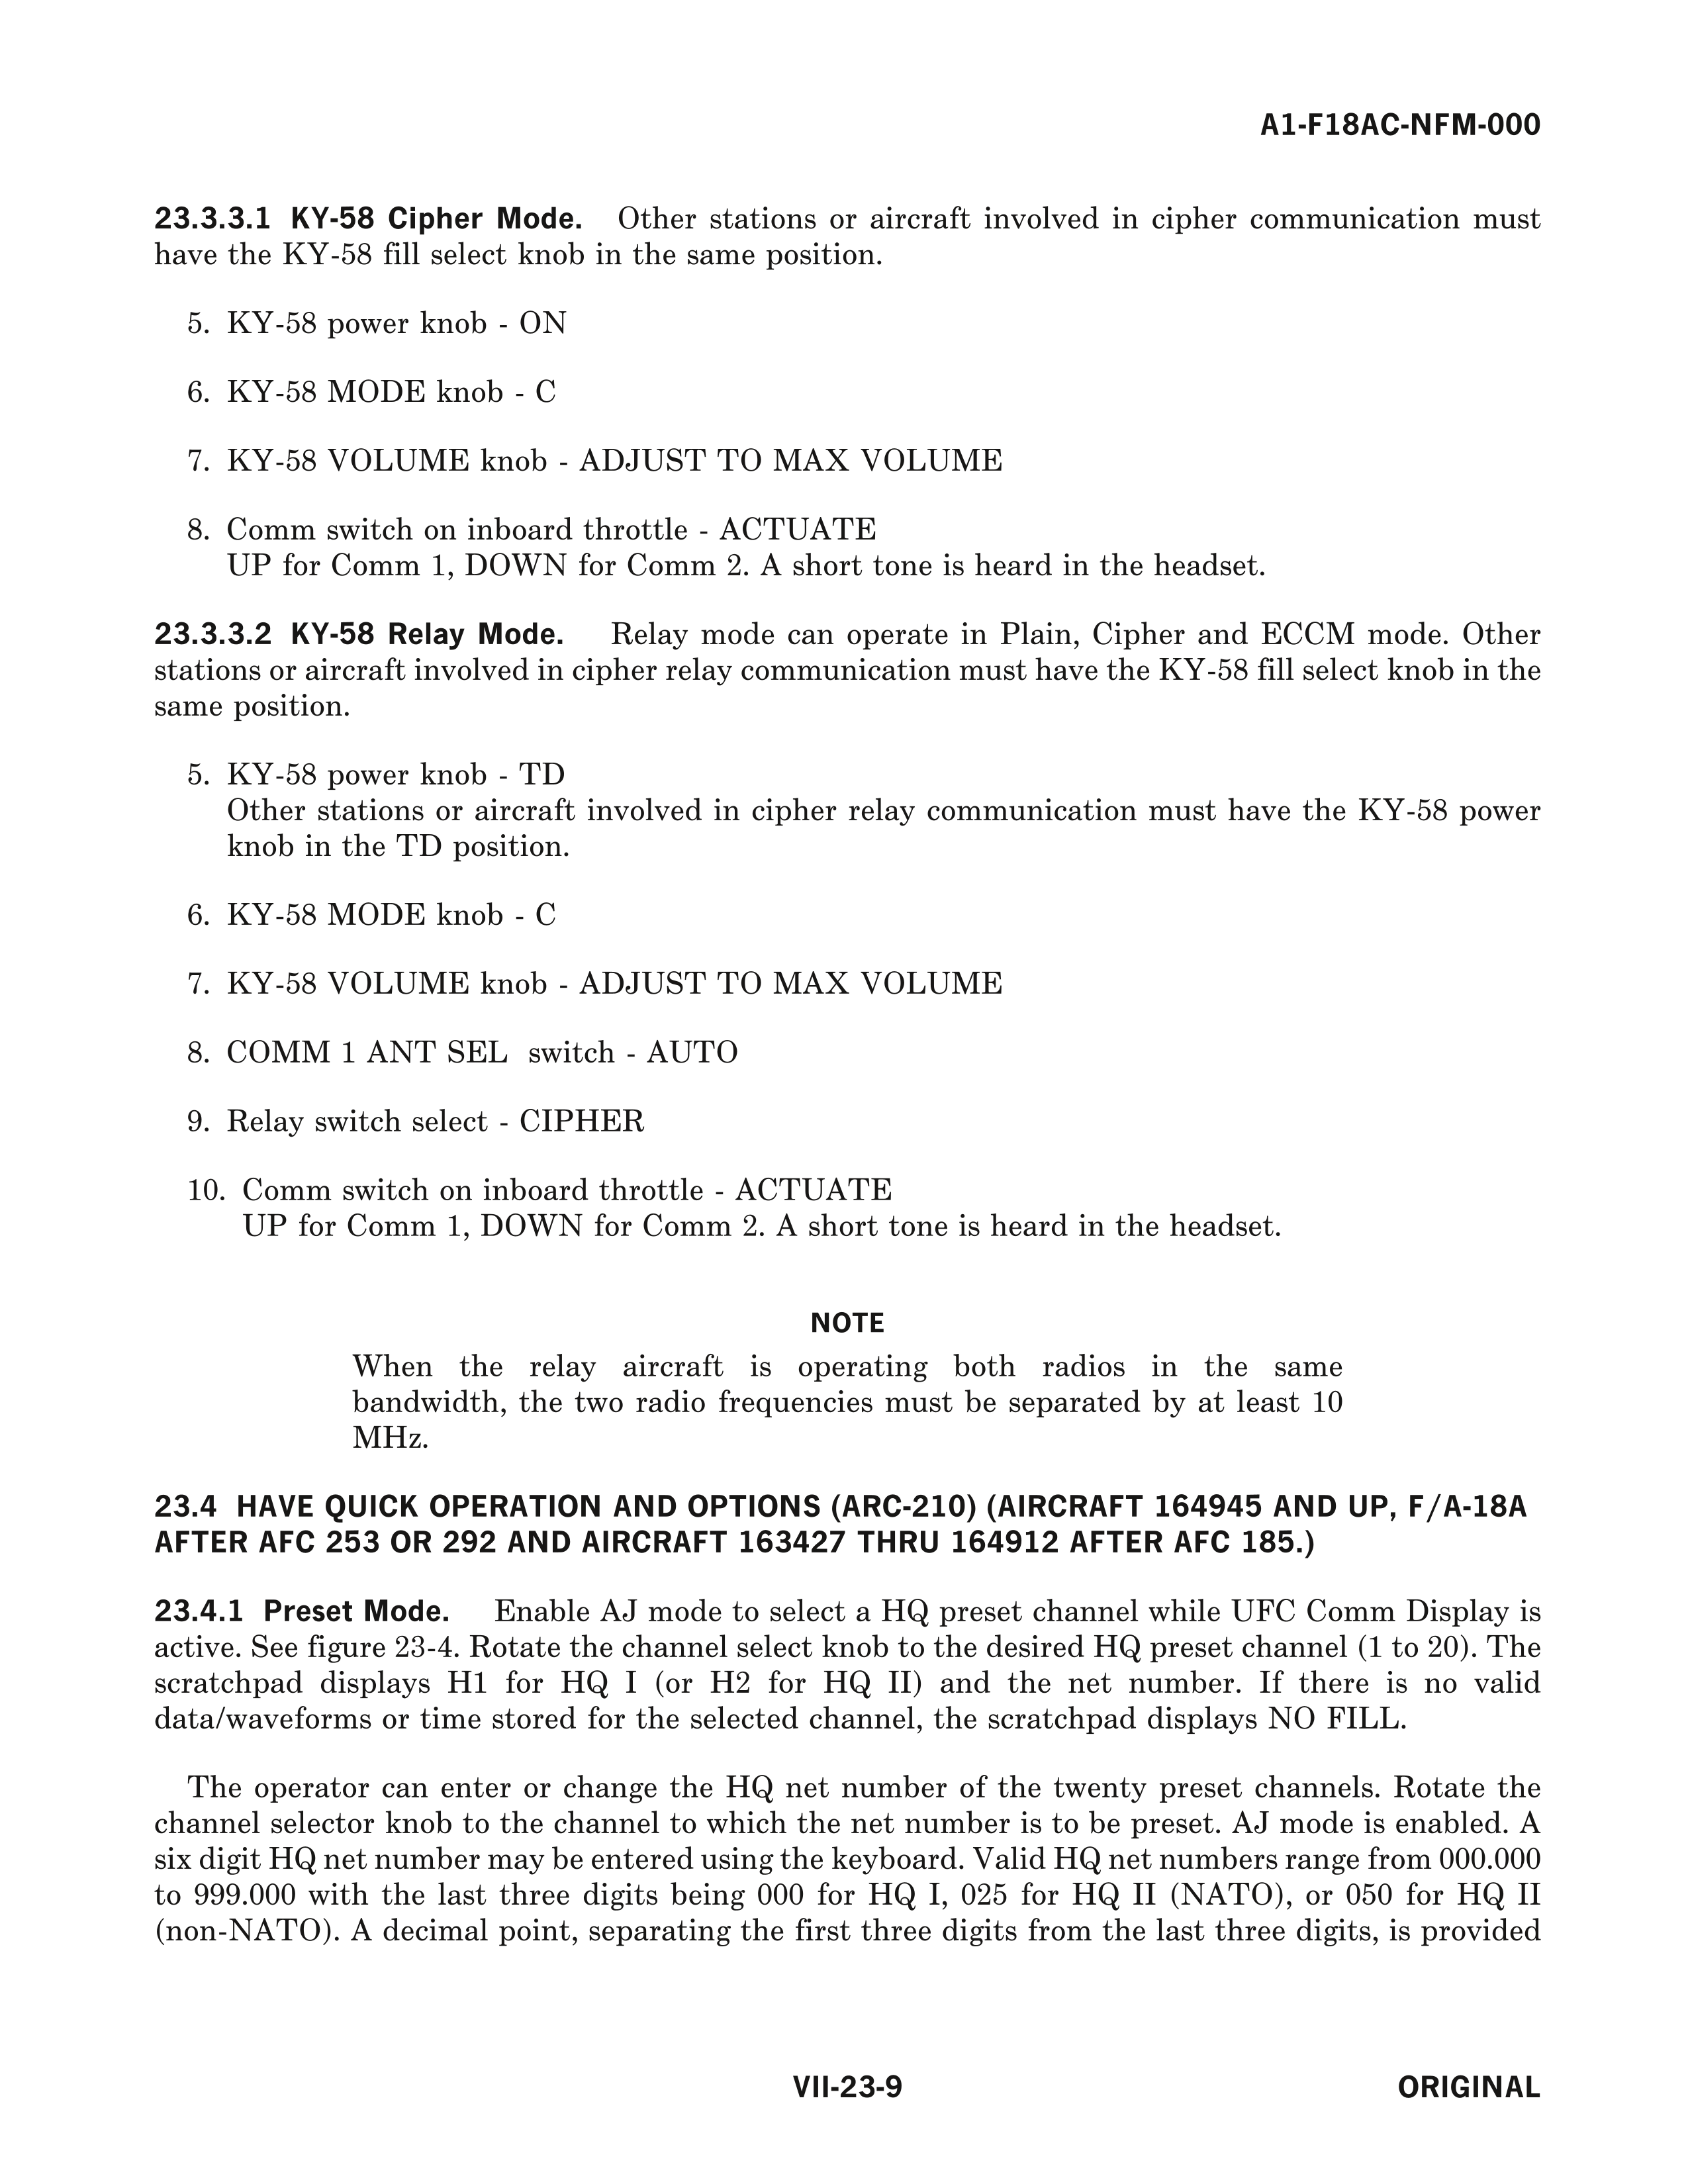 A1-F18AC-NFM-000
23.3.3.1 KY-58 Cipher Mode. Other stations or aircraft involved in cipher communication must
have the KY-58 fill select knob in the same position.
5. KY-58 power knob - ON
6. KY-58 MODE knob - C
7. KY-58 VOLUME knob - ADJUST TO MAX VOLUME
8. Comm switch on inboard throttle - ACTUATE
UP for Comm 1, DOWN for Comm 2. A short tone is heard in the headset.
23.3.3.2 KY-58 Relay Mode. Relay mode can operate in Plain, Cipher and ECCM mode. Other
stations or aircraft involved in cipher relay communication must have the KY-58 fill select knob in the
same position.
5. KY-58 power knob - TD
Other stations or aircraft involved in cipher relay communication must have the KY-58 power
knob in the TD position.
6. KY-58 MODE knob - C
7. KY-58 VOLUME knob - ADJUST TO MAX VOLUME
8. COMM 1 ANT SEL switch - AUTO
9. Relay switch select - CIPHER
10. Comm switch on inboard throttle - ACTUATE
UP for Comm 1, DOWN for Comm 2. A short tone is heard in the headset.
NOTE
When the relay aircraft is operating both radios in the same
bandwidth, the two radio frequencies must be separated by at least 10
MHz.
23.4 HAVE QUICK OPERATION AND OPTIONS (ARC-210) (AIRCRAFT 164945 AND UP, F/A-18A
AFTER AFC 253 OR 292 AND AIRCRAFT 163427 THRU 164912 AFTER AFC 185.)
23.4.1 Preset Mode. Enable AJ mode to select a HQ preset channel while UFC Comm Display is
active. See figure 23-4. Rotate the channel select knob to the desired HQ preset channel (1 to 20). The
scratchpad displays H1 for HQ I (or H2 for HQ II) and the net number. If there is no valid
data/waveforms or time stored for the selected channel, the scratchpad displays NO FILL.
The operator can enter or change the HQ net number of the twenty preset channels. Rotate the
channel selector knob to the channel to which the net number is to be preset. AJ mode is enabled. A
six digit HQ net number may be entered using the keyboard. Valid HQ net numbers range from 000.000
to 999.000 with the last three digits being 000 for HQ I, 025 for HQ II (NATO), or 050 for HQ II
(non-NATO). A decimal point, separating the first three digits from the last three digits, is provided
VII-23-9
ORIGINAL